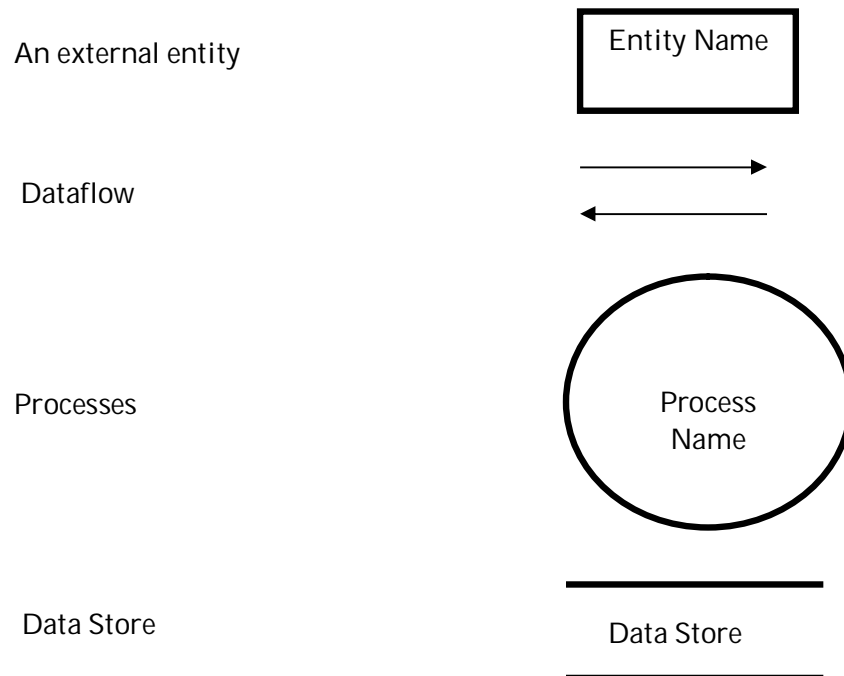 An external entity
Entity Name
Dataflow
Processes
Process
Name
Data Store
Data Store